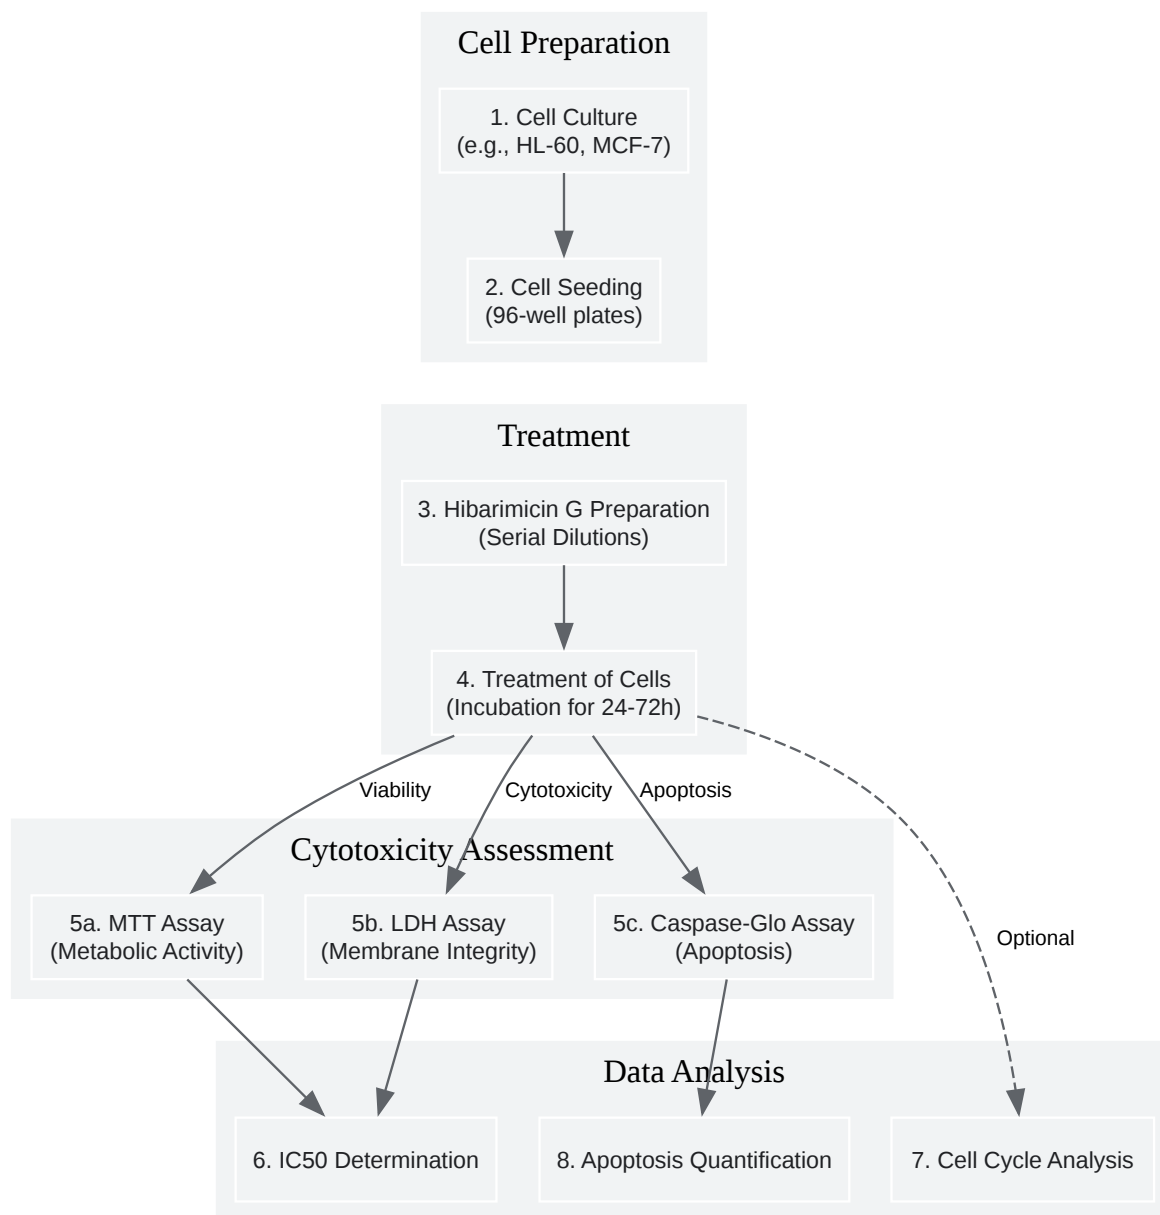 Cell Preparation
1. Cell Culture
(e.g., HL-60, MCF-7)
2. Cell Seeding
(96-well plates)
Treatment
3. Hibarimicin G Preparation
(Serial Dilutions)
4. Treatment of Cells
(Incubation for 24-72h)
Viability
Cytotoxicity
Apoptosis
Cytotoxicity Assessment
5a. MTT Assay
(Metabolic Activity)
5b. LDH Assay
(Membrane Integrity)
5c. Caspase-Glo Assay
(Apoptosis)
Optional
Data Analysis
6. IC50 Determination
8. Apoptosis Quantification
7. Cell Cycle Analysis